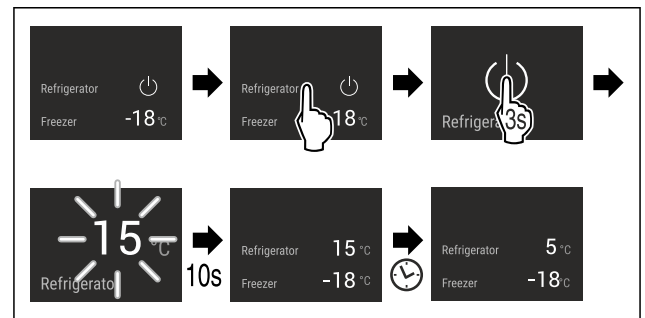 Refrigerator
Freezer -18 °C
Refrigerator
Freezer 18 °C
Refrigera 3s
15 °C
Refrigerato
10s
Refrigerator 15 °C
Freezer -18 °C
Refrigerator 5 °C
Freezer -18 °C